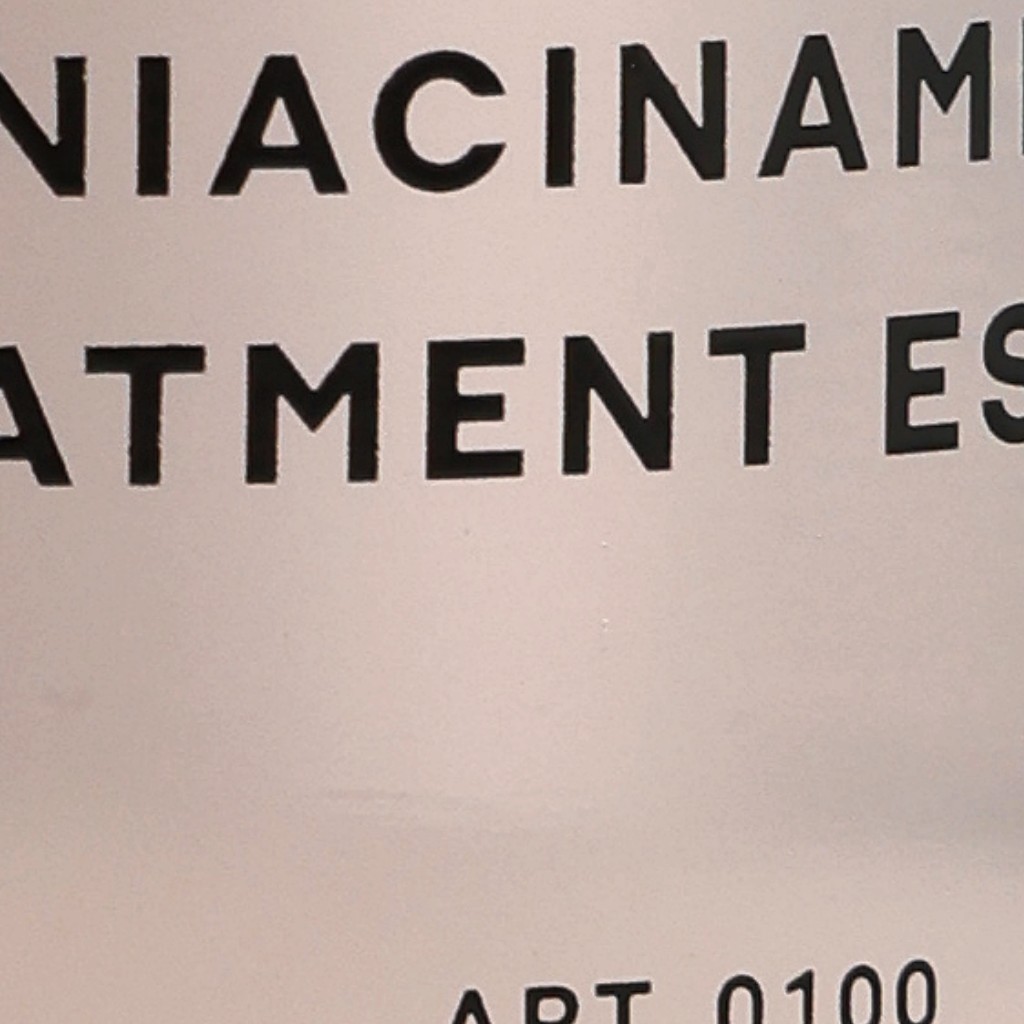 NIACINAM
ATMENT ES
ART. 0100